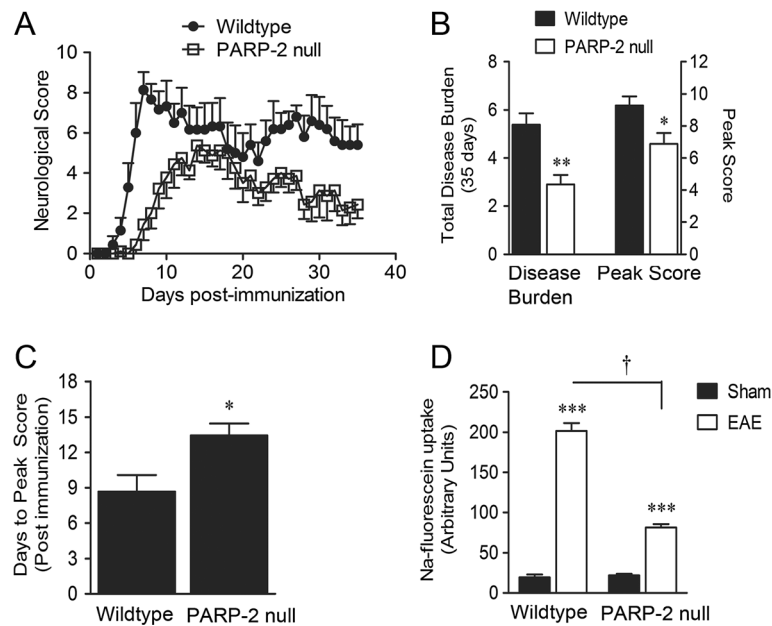 A
Wildtype
PARP-2 null
Neurological Score
10
8
6
4
2
0
0
10
20
30
40
Days post-immunization
B
Wildtype
PARP-2 null
Total Disease Burden
(35 days)
8
6
4
2
0
**
*
12
10
8
6
4
2
0
Peak Score
Disease
Burden
Peak Score
C
Days to Peak Score
(Post immunization)
18
15
12
9
6
3
0
*
Wildtype
PARP-2 null
D
†
Sham
EAE
Na-fluorescein uptake
(Arbitrary Units)
250
200
150
100
50
0
***
***
Wildtype
PARP-2 null